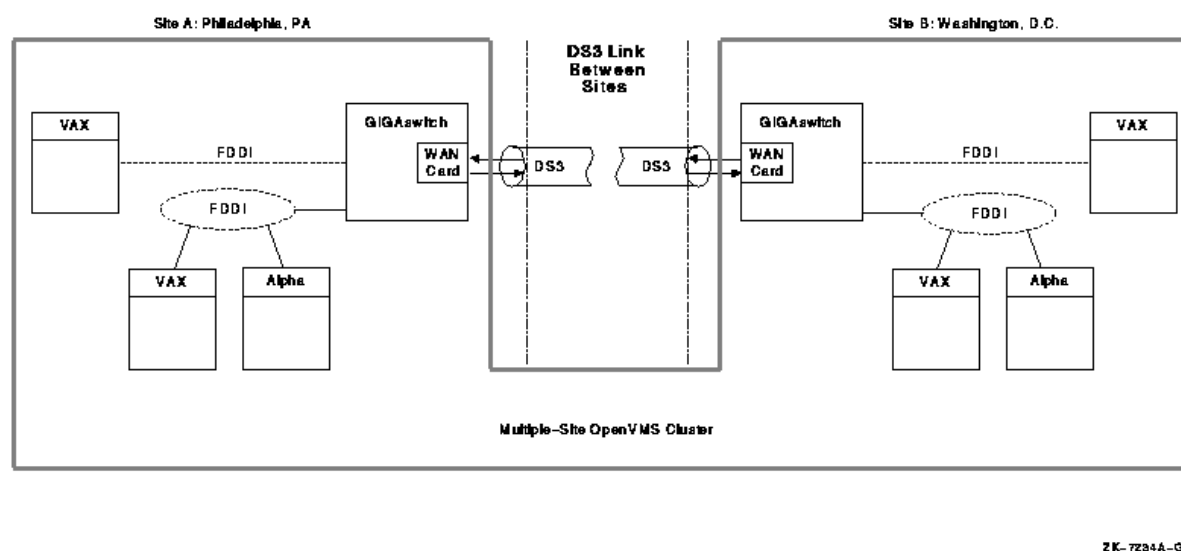 Site A: Philadelphia, PA
Site B: Washington, D.C.
DS3 Link
Between
Sites
VAX
FDDI
GIGAswitch
WAN
Card
DS3
DS3
GIGAswitch
WAN
Card
FDDI
VAX
FDDI
FDDI
VAX
Alpha
VAX
Alpha
Multiple-Site OpenVMS Cluster
ZK-7234A-G